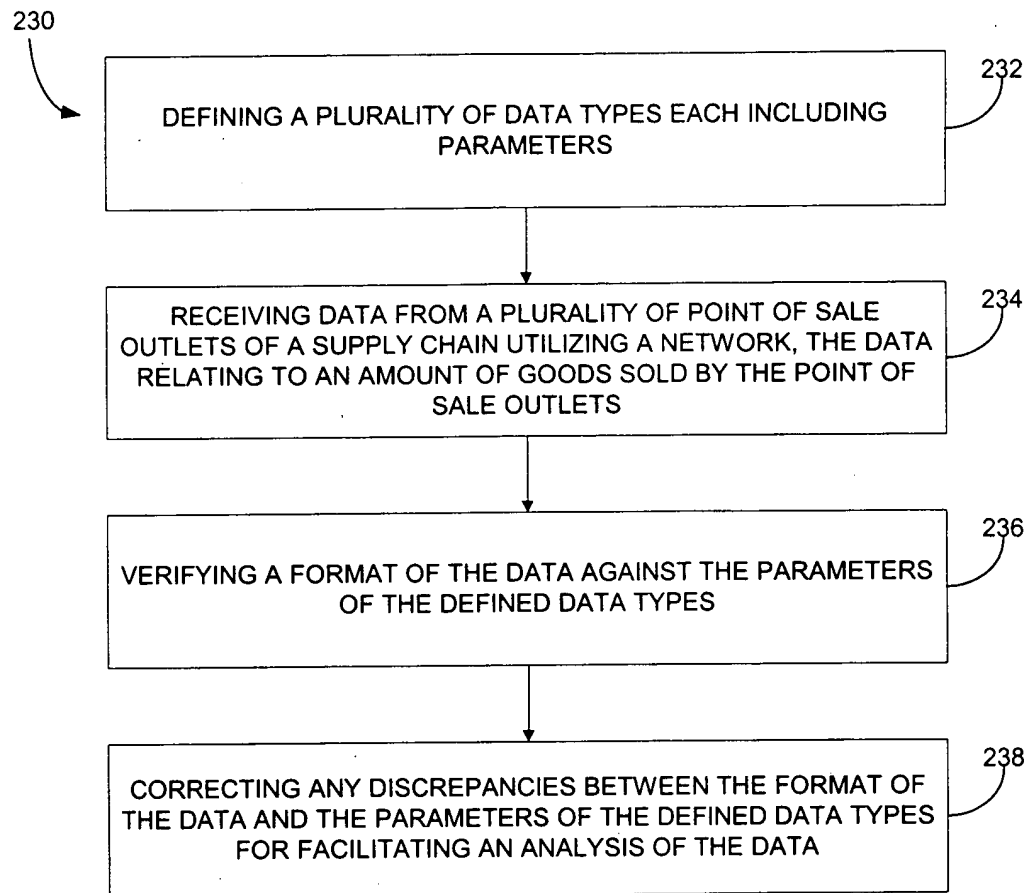 230
232
DEFINING A PLURALITY OF DATA TYPES EACH INCLUDING
PARAMETERS
234
RECEIVING DATA FROM A PLURALITY OF POINT OF SALE
OUTLETS OF A SUPPLY CHAIN UTILIZING A NETWORK, THE DATA
RELATING TO AN AMOUNT OF GOODS SOLD BY THE POINT OF
SALE OUTLETS
236
VERIFYING A FORMAT OF THE DATA AGAINST THE PARAMETERS
OF THE DEFINED DATA TYPES
238
CORRECTING ANY DISCREPANCIES BETWEEN THE FORMAT OF
THE DATA AND THE PARAMETERS OF THE DEFINED DATA TYPES
FOR FACILITATING AN ANALYSIS OF THE DATA